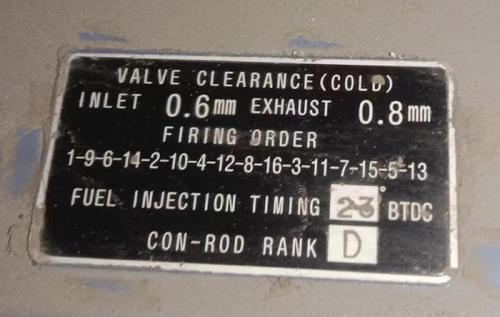 VALVE CLEARANCE(COLD)
INLET 0.6mm EXHAUST 0.8mm
FIRING ORDER
1-9-6-14-2-10-4-12-8-16-3-11-7-15-5-13
FUEL INJECTION TIMING 23° BTDC
CON-ROD RANK D